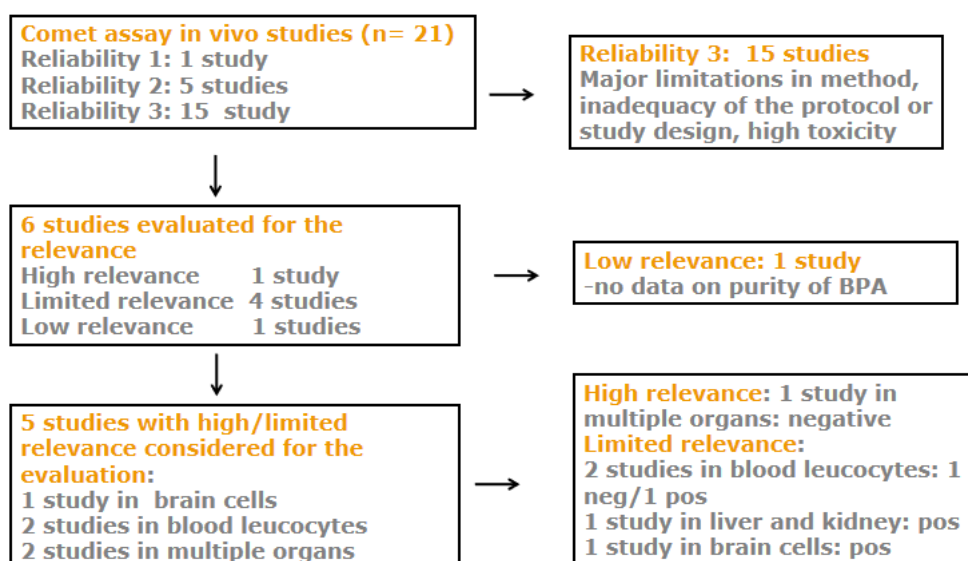 Comet assay in vivo studies (n= 21)
Reliability 1: 1 study
Reliability 2: 5 studies
Reliability 3: 15 study
Reliability 3: 15 studies
Major limitations in method,
inadequacy of the protocol or
study design, high toxicity
6 studies evaluated for the
relevance
High relevance 1 study
Limited relevance 4 studies
Low relevance 1 studies
Low relevance: 1 study
-no data on purity of BPA
5 studies with high/limited
relevance considered for the
evaluation:
1 study in brain cells
2 studies in blood leucocytes
2 studies in multiple organs
High relevance: 1 study in
multiple organs: negative
Limited relevance:
2 studies in blood leucocytes: 1
neg/1 pos
1 study in liver and kidney: pos
1 study in brain cells: pos